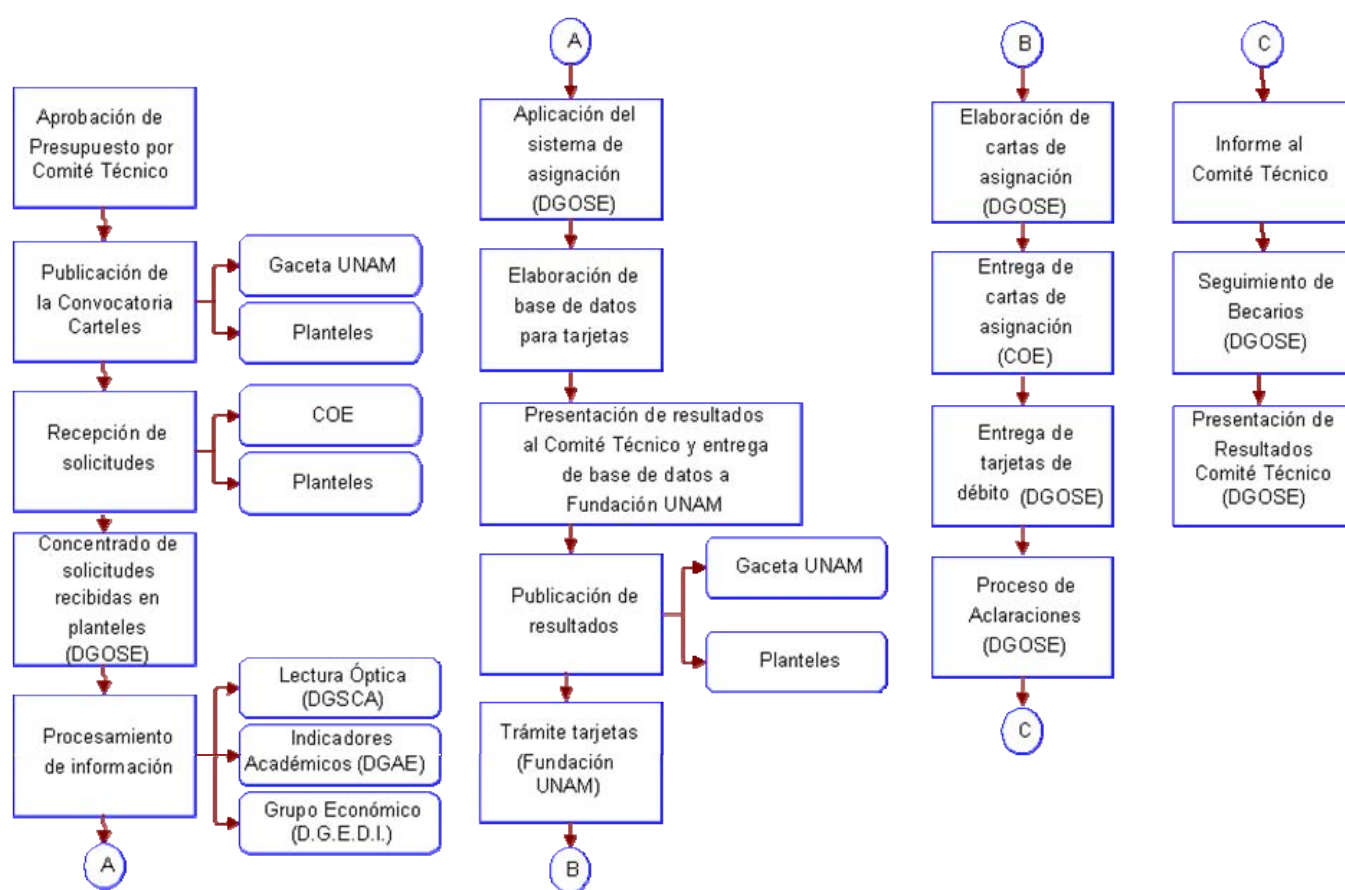 Aprobación de
Presupuesto por
Comité Técnico
Publicación de
la Convocatoria
Carteles
Gaceta UNAM
Planteles
Recepción de
solicitudes
COE
Planteles
Concentrado de
solicitudes
recibidas en
planteles
(DGOSE)
Procesamiento
de información
Lectura Óptica
(DGSCA)
Indicadores
Académicos (DGAE)
Grupo Económico
(D.G.E.D.I.)
A
A
Aplicación del
sistema de
asignación
(DGOSE)
Elaboración de
base de datos
para tarjetas
Presentación de resultados
al Comité Técnico y entrega
de base de datos a
Fundación UNAM
Publicación de
resultados
Gaceta UNAM
Planteles
Trámite tarjetas
(Fundación
UNAM)
B
B
Elaboración de
cartas de
asignación
(DGOSE)
Entrega de
cartas de
asignación
(COE)
Entrega de
tarjetas de
débito (DGOSE)
Proceso de
Aclaraciones
(DGOSE)
C
C
Informe al
Comité Técnico
Seguimiento de
Becarios
(DGOSE)
Presentación de
Resultados
Comité Técnico
(DGOSE)